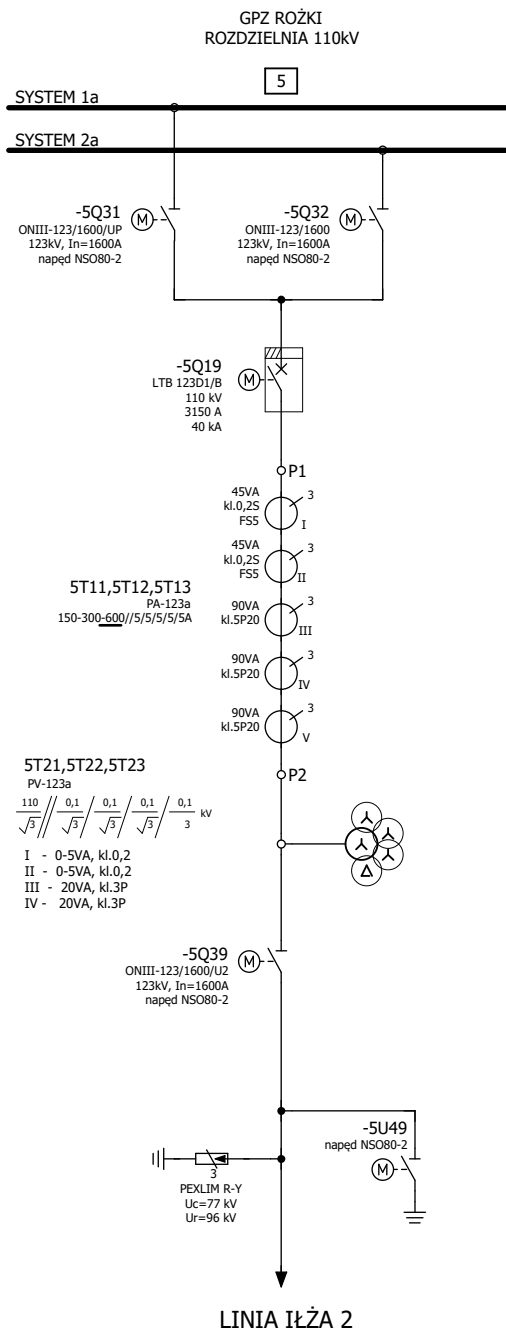 GPZ ROŻKI
ROZDZIELNIA 110kV
5
SYSTEM 1a
SYSTEM 2a
-5Q31
ONIII-123/1600/UP
123kV, In=1600A
napęd NSO80-2
M
-5Q32
ONIII-123/1600
123kV, In=1600A
napęd NSO80-2
M
-5Q19
LTB 123D1/B
110 kV
3150 A
40 kA
M
P1
45VA
kl.0,2S
FS5
3
I
45VA
kl.0,2S
FS5
3
II
5T11,5T12,5T13
PA-123a
150-300-600//5/5/5/5/5A
90VA
kl.5P20
3
III
90VA
kl.5P20
3
IV
90VA
kl.5P20
3
V
P2
5T21,5T22,5T23
PV-123a
110/√3 // 0,1/√3 / 0,1/√3 / 0,1/√3 / 0,1/3 kV
I - 0-5VA, kl.0,2
II - 0-5VA, kl.0,2
III - 20VA, kl.3P
IV - 20VA, kl.3P
-5Q39
ONIII-123/1600/U2
123kV, In=1600A
napęd NSO80-2
M
-5U49
napęd NSO80-2
M
3
PEXLIM R-Y
Uc=77 kV
Ur=96 kV
LINIA IŁŻA 2